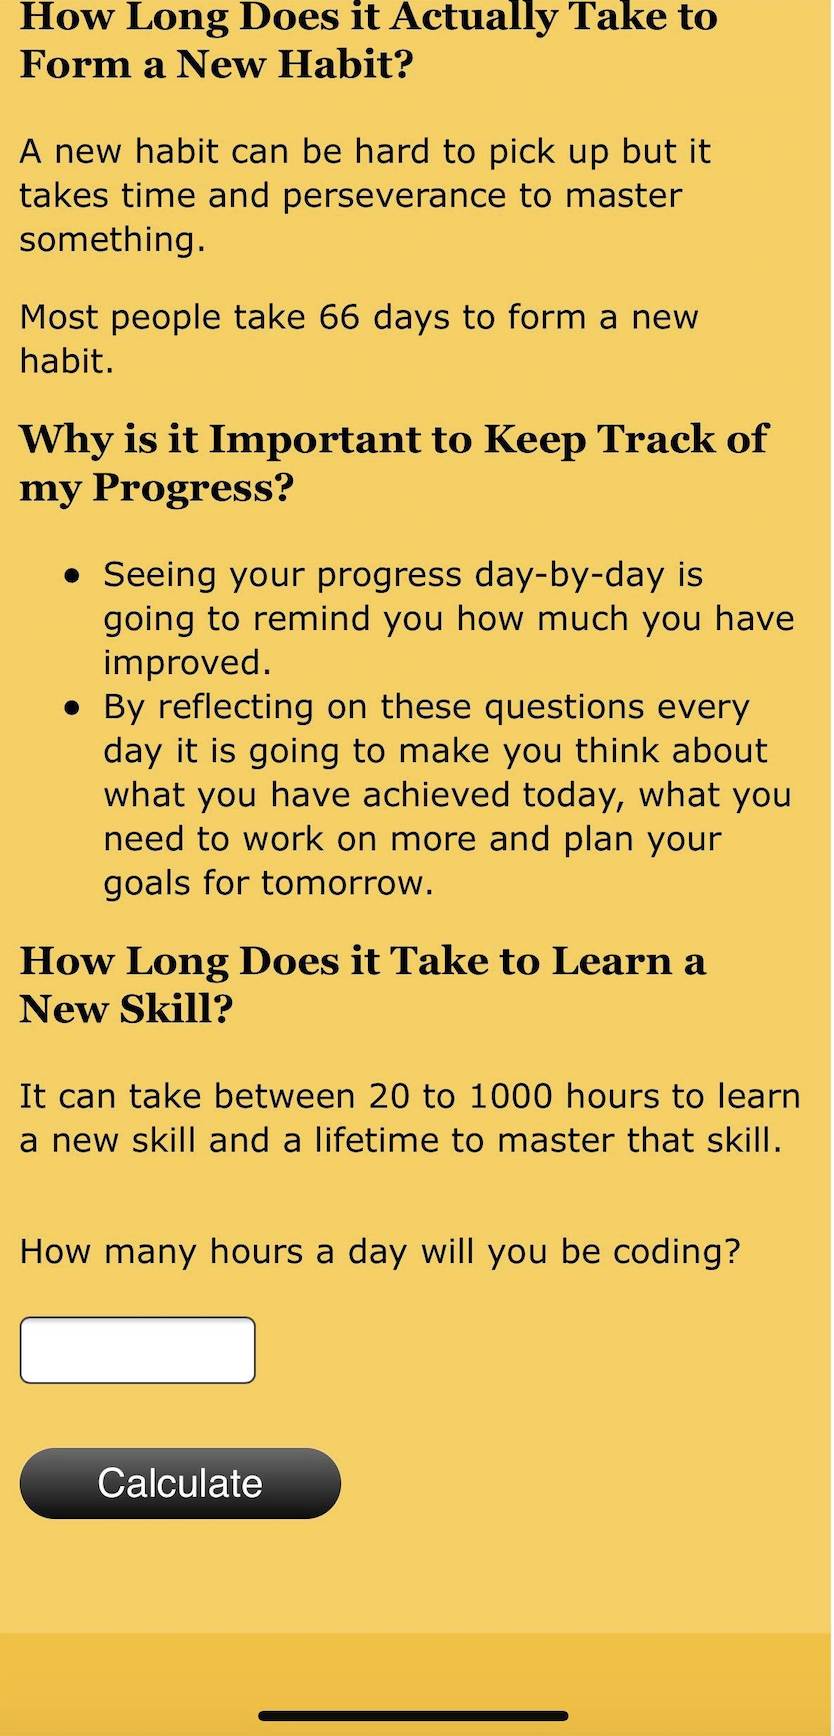 How Long Does it Actually Take to
Form a New Habit?
A new habit can be hard to pick up but it
takes time and perseverance to master
something.
Most people take 66 days to form a new
habit.
Why is it Important to Keep Track of
my Progress?
• Seeing your progress day-by-day is
going to remind you how much you have
improved.
• By reflecting on these questions every
day it is going to make you think about
what you have achieved today, what you
need to work on more and plan your
goals for tomorrow.
How Long Does it Take to Learn a
New Skill?
It can take between 20 to 1000 hours to learn
a new skill and a lifetime to master that skill.
How many hours a day will you be coding?
Calculate